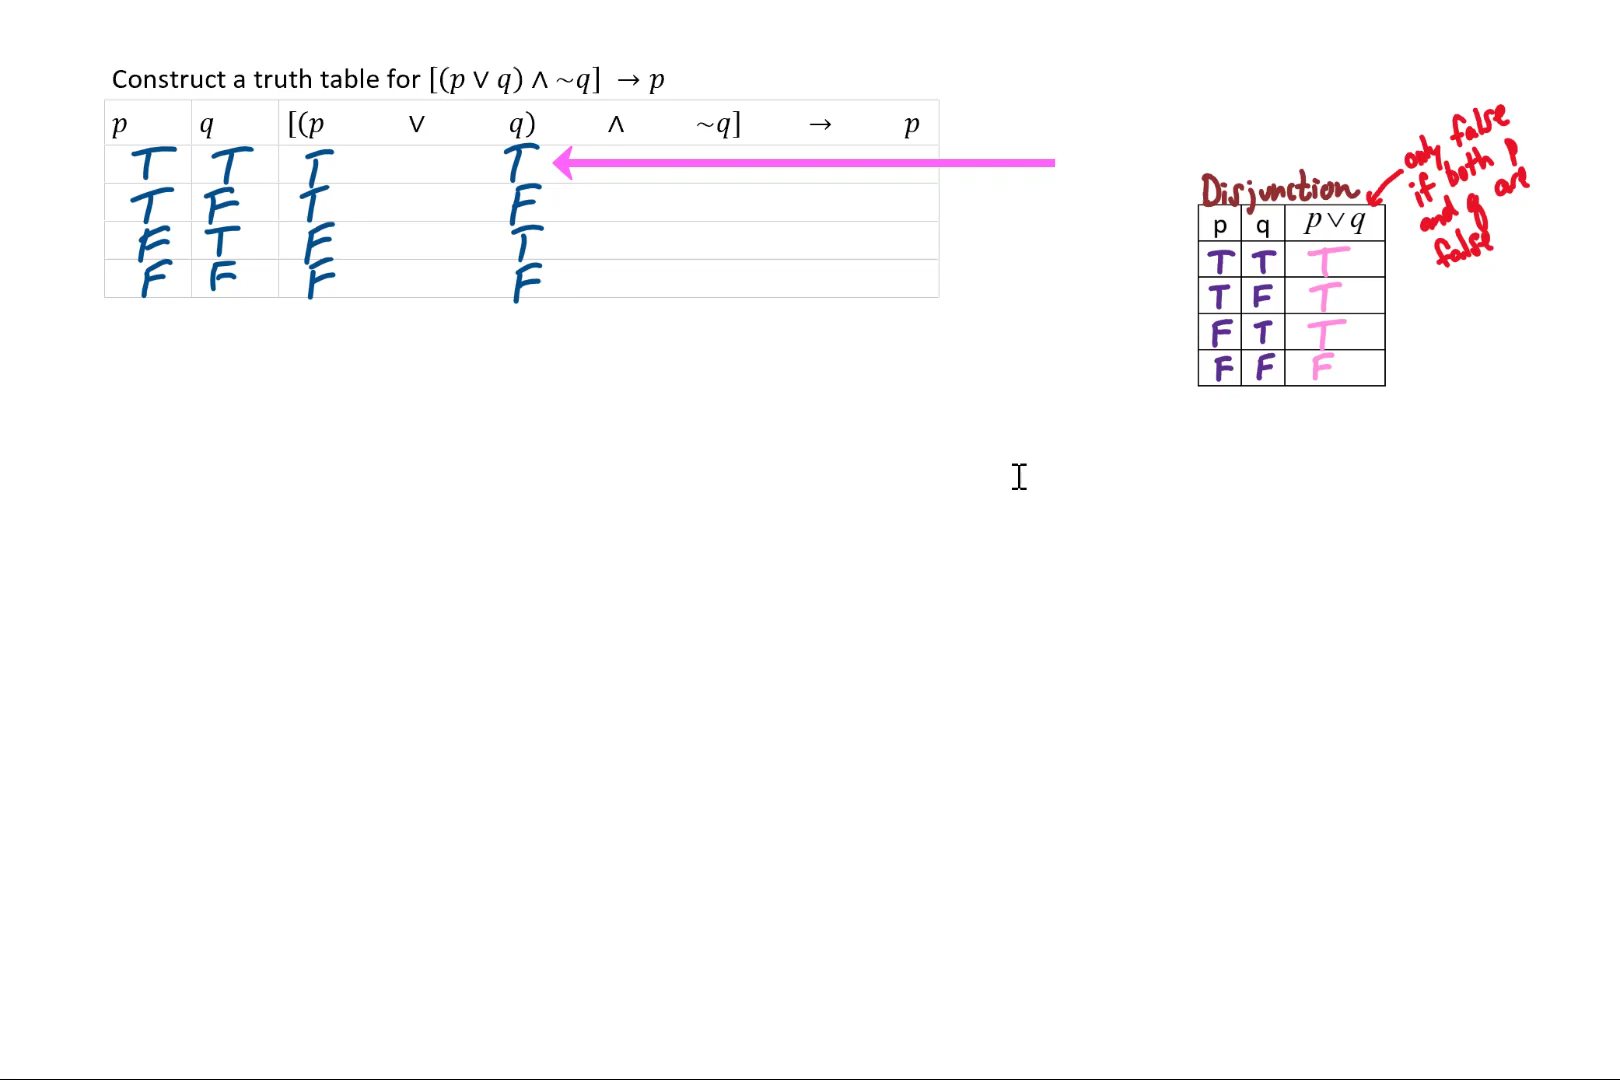 Construct a truth table for [(p ∨ q) ∧ ~q] → p
p q [(p ∨ q) ∧ ~q] → p
T T T T
T F T F
F T F T
F F F F
only false
if both p
and q are
false
Disjunction
p q p ∨ q
T T T
T F T
F T T
F F F